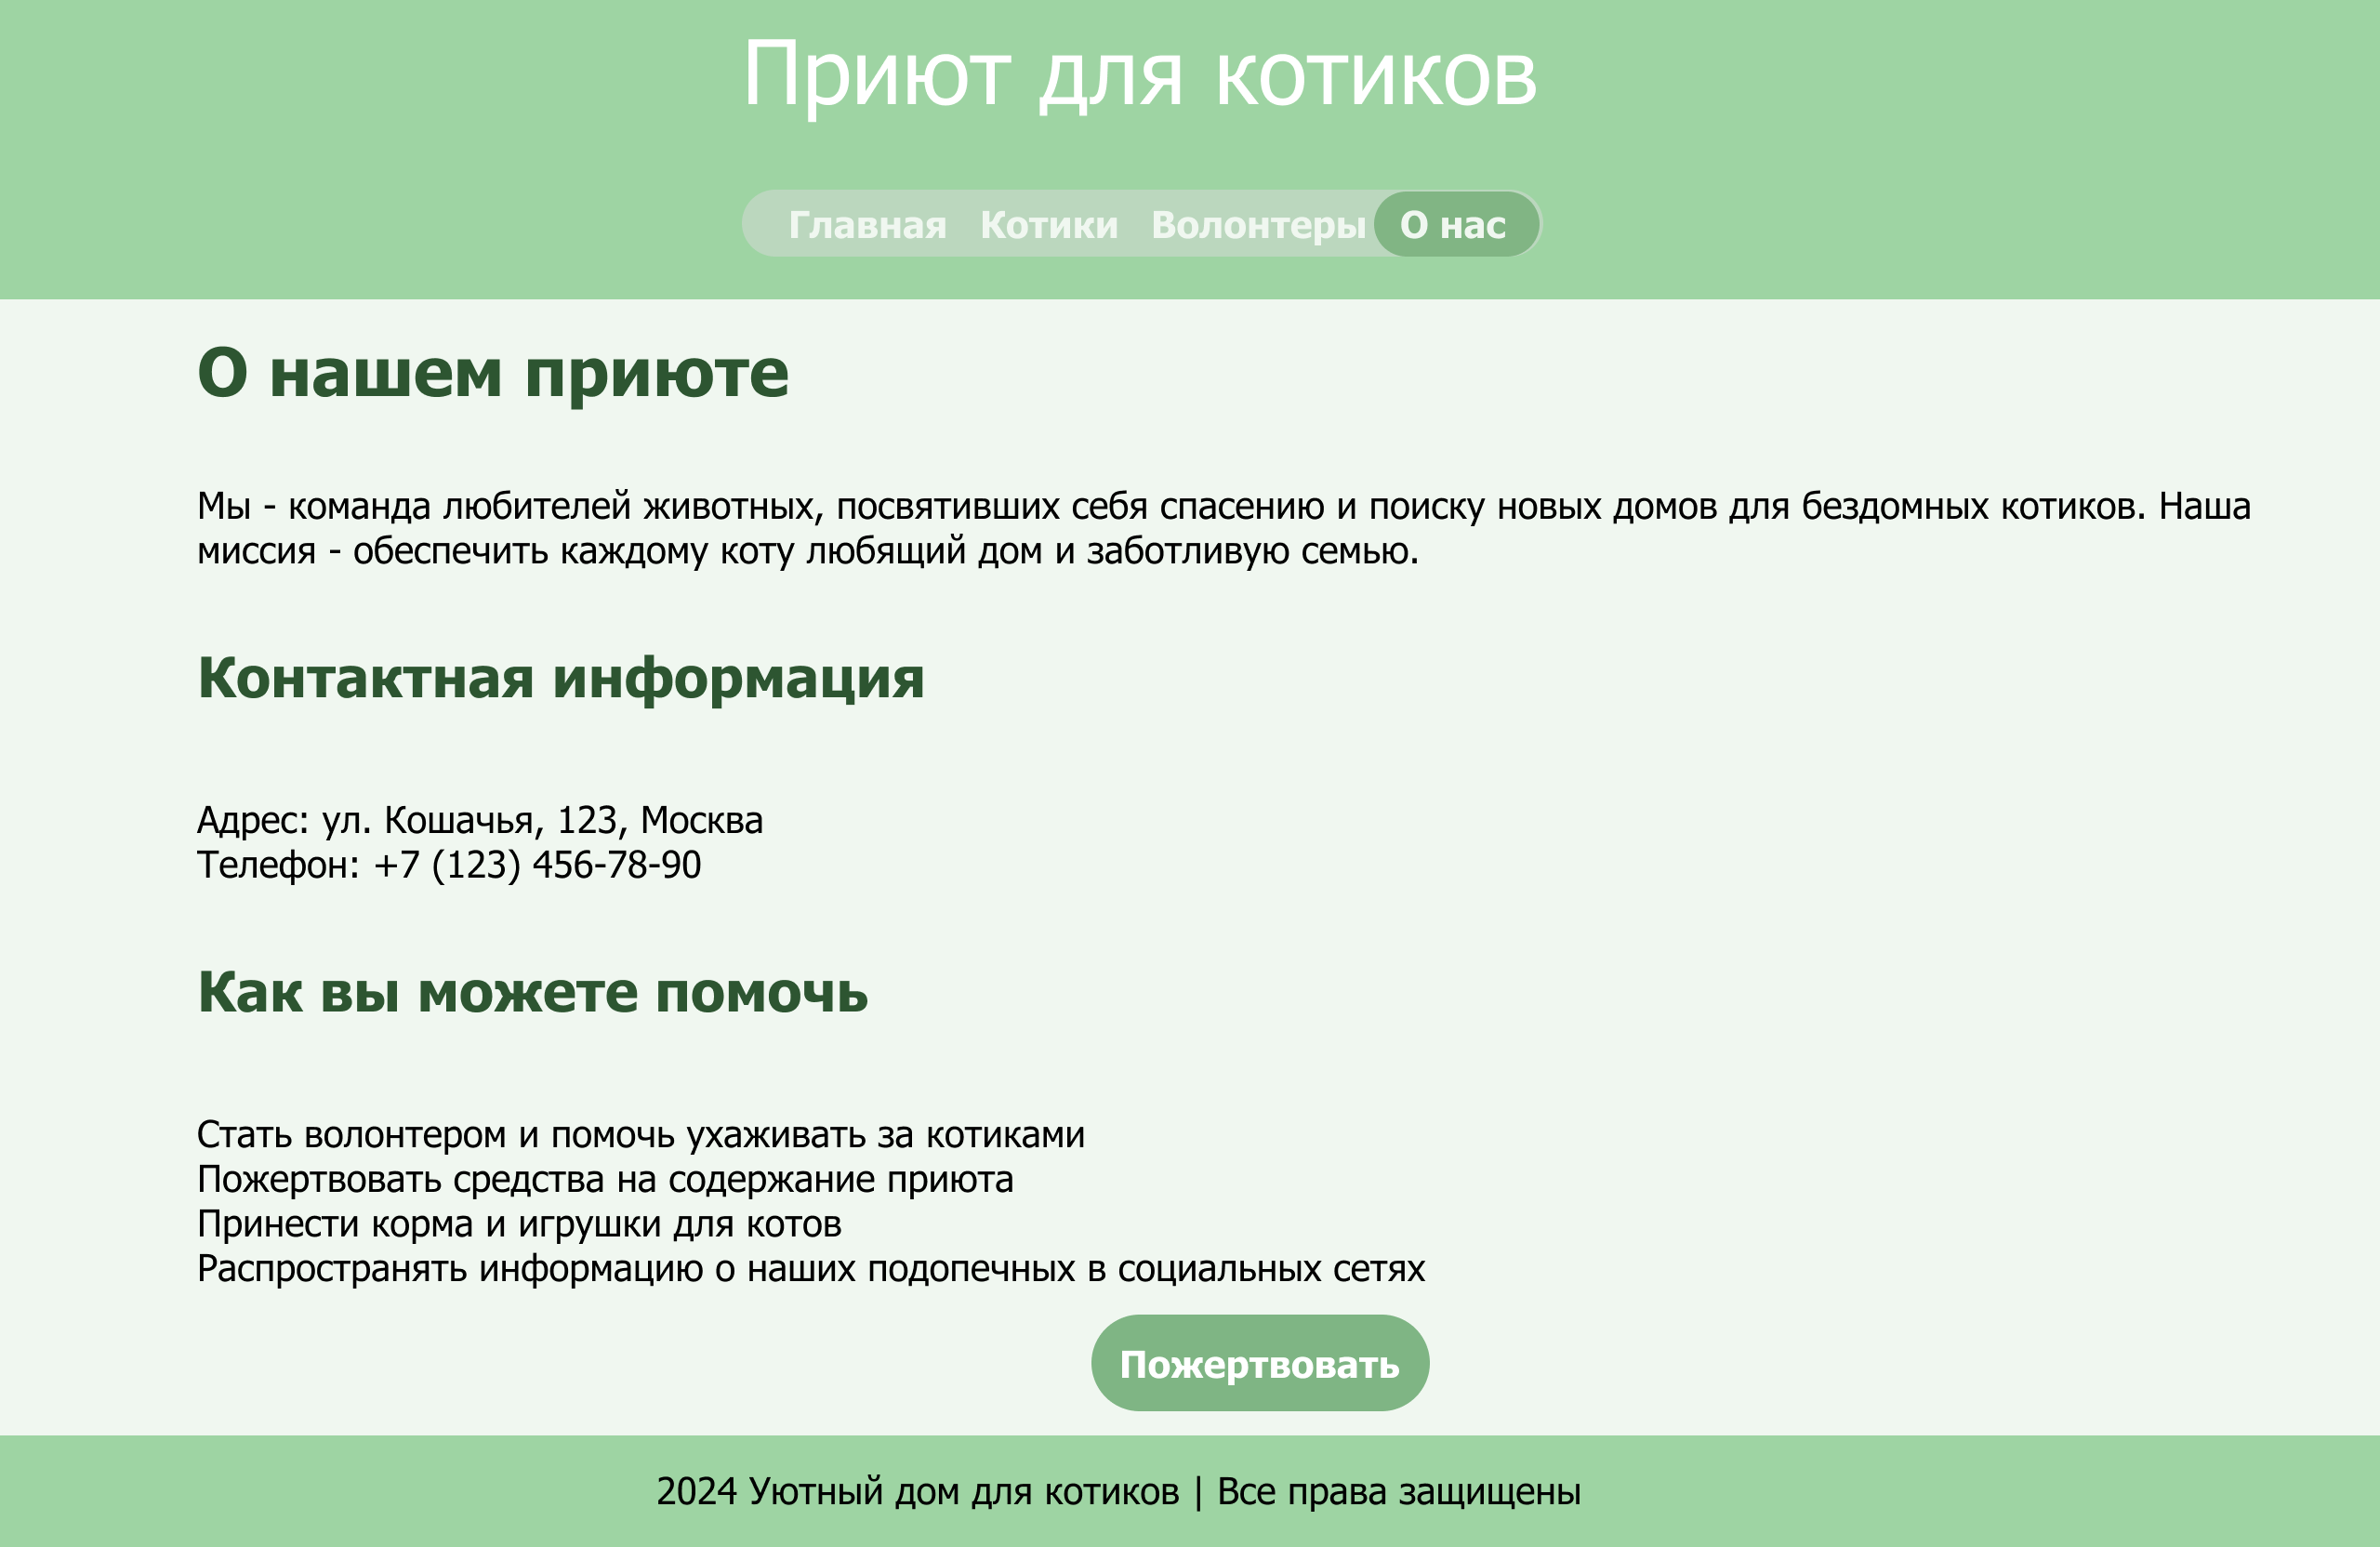 Приют для котиков
Главная Котики Волонтеры О нас
О нашем приюте
Мы - команда любителей животных, посвятивших себя спасению и поиску новых домов для бездомных котиков. Наша
миссия - обеспечить каждому коту любящий дом и заботливую семью.
Контактная информация
Адрес: ул. Кошачья, 123, Москва
Телефон: +7 (123) 456-78-90
Как вы можете помочь
Стать волонтером и помочь ухаживать за котиками
Пожертвовать средства на содержание приюта
Принести корма и игрушки для котов
Распространять информацию о наших подопечных в социальных сетях
Пожертвовать
2024 Уютный дом для котиков | Все права защищены